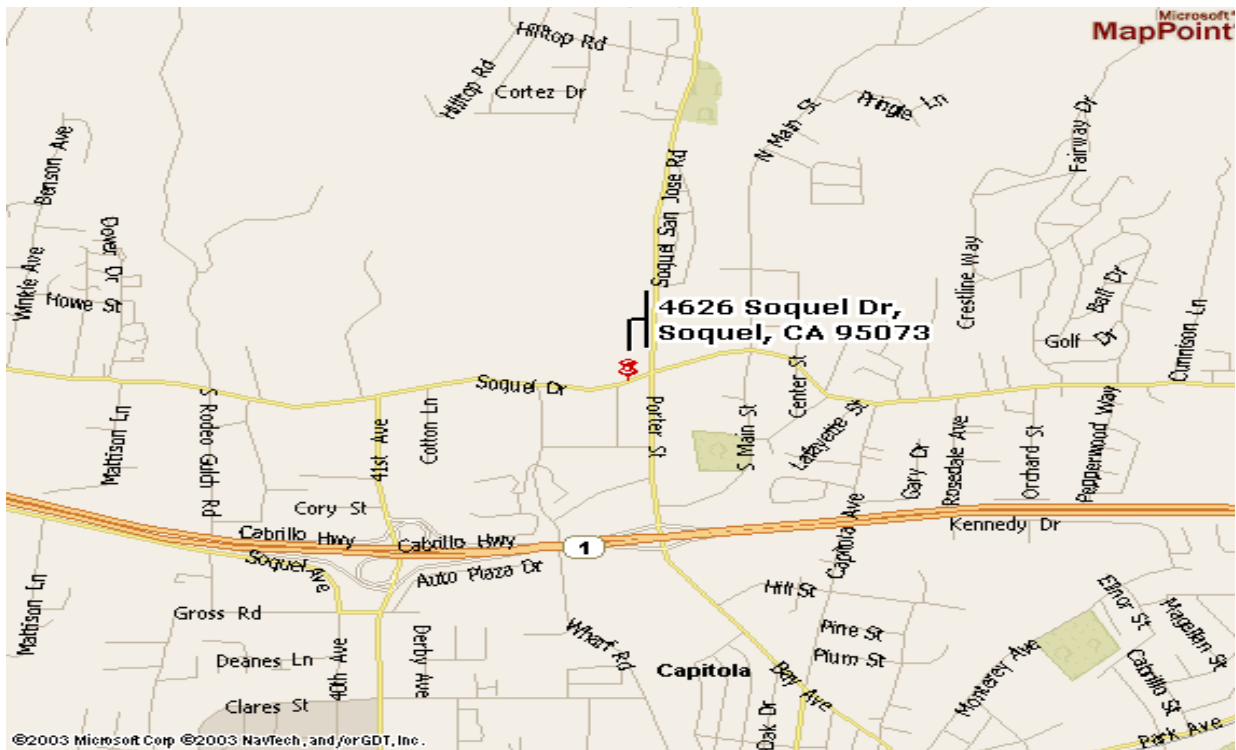 Microsoft®
MapPoint®
Hilltop Rd
Hilltop Rd
Cortez Dr
N Main St
Pringle Ln
Fairway Dr
Benson Ave
Soquel San Jose Rd
Dower Dr
Winkle Ave
Howe St
Crestline Way
Balf Dr
Golf Dr
Cunnison Ln
4626 Soquel Dr,
Soquel, CA 95073
Soquel Dr
Mattison Ln
S Rodeo Gulch Rd
41st Ave
Cotton Ln
Porter St
S Main St
Center St
Lafayette St
Gary Dr
Rosedale Ave
Orchard St
Pepperwood Way
Cory St
Cabrillo Hwy
Cabrillo Hwy
1
Capitola Ave
Kennedy Dr
Soquel Ave
Auto Plaza Dr
Mattison Ln
Gross Rd
Hill St
Elinor St
Magellan St
Deanes Ln
40th Ave
Derby Ave
Wharf Rd
Capitola
Bay Ave
Pine St
Plum St
Monterey Ave
Cabrillo St
Clares St
Oak Dr
Park Ave
©2003 Microsoft Corp ©2003 NavTech, and/or GDT, Inc.